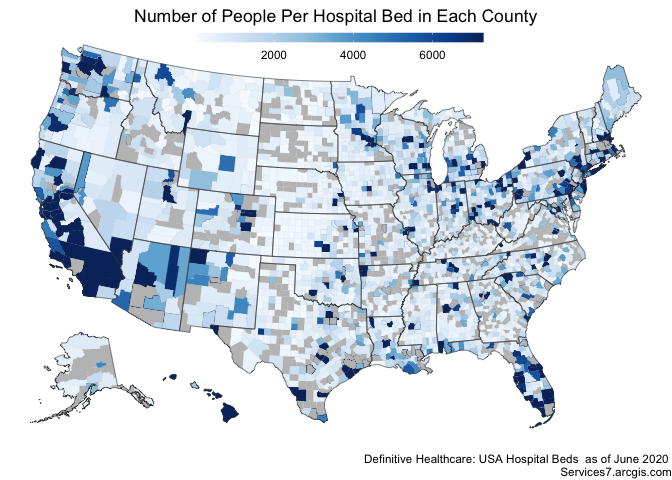 Number of People Per Hospital Bed in Each County
2000 4000 6000
Definitive Healthcare: USA Hospital Beds as of June 2020
Services7.arcgis.com